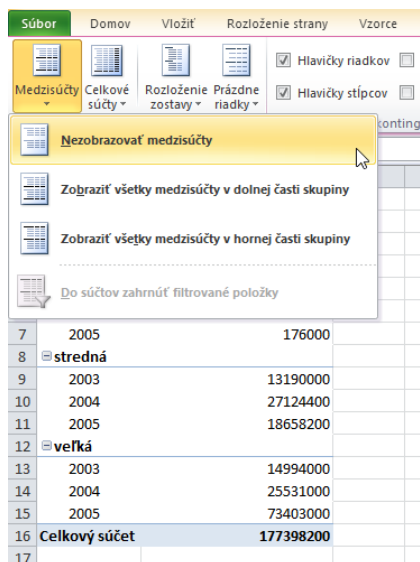 Súbor Domov Vložiť Rozloženie strany Vzorce
Medzisúčty Celkové súčty Rozloženie zostavy Prázdne riadky Hlavičky riadkov
Hlavičky stĺpcov
Nezobrazovať medzisúčty
Zobraziť všetky medzisúčty v dolnej časti skupiny
Zobraziť všetky medzisúčty v hornej časti skupiny
Do súčtov zahrnúť filtrované položky
7 2005 176000
8 stredná
9 2003 13190000
10 2004 27124400
11 2005 18658200
12 veľká
13 2003 14994000
14 2004 25531000
15 2005 73403000
16 Celkový súčet 177398200
17